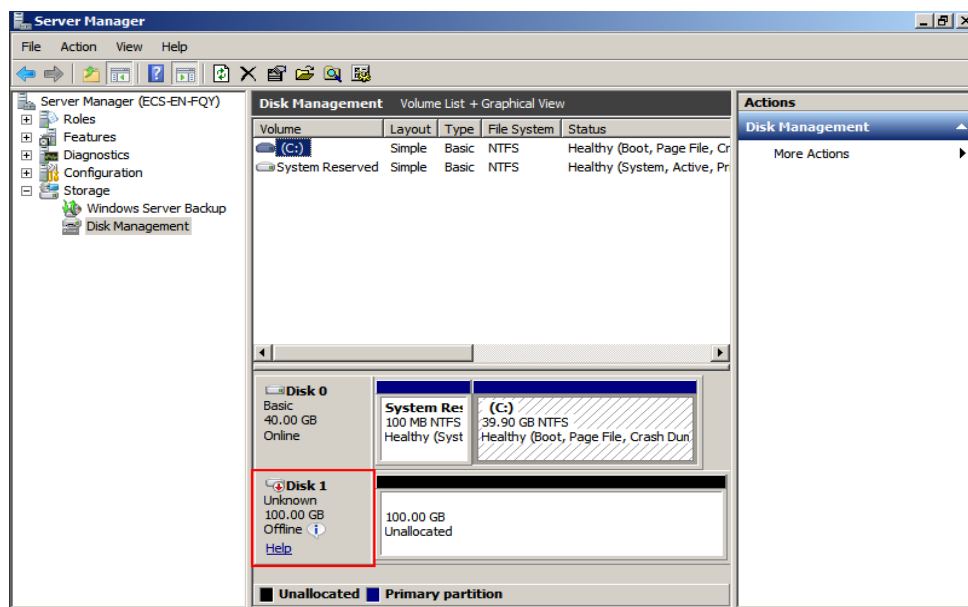 Server Manager
File Action View Help
Server Manager (ECS-EN-FQY)
Roles
Features
Diagnostics
Configuration
Storage
Windows Server Backup
Disk Management
Disk Management Volume List + Graphical View
Volume Layout Type File System Status
(C:) Simple Basic NTFS Healthy (Boot, Page File, Cr
System Reserved Simple Basic NTFS Healthy (System, Active, Pri
Disk 0
Basic
40.00 GB
Online
System Res
100 MB NTFS
Healthy (Syst
(C:)
39.90 GB NTFS
Healthy (Boot, Page File, Crash Dun
Disk 1
Unknown
100.00 GB
Offline
Help
100.00 GB
Unallocated
Unallocated Primary partition
Actions
Disk Management
More Actions